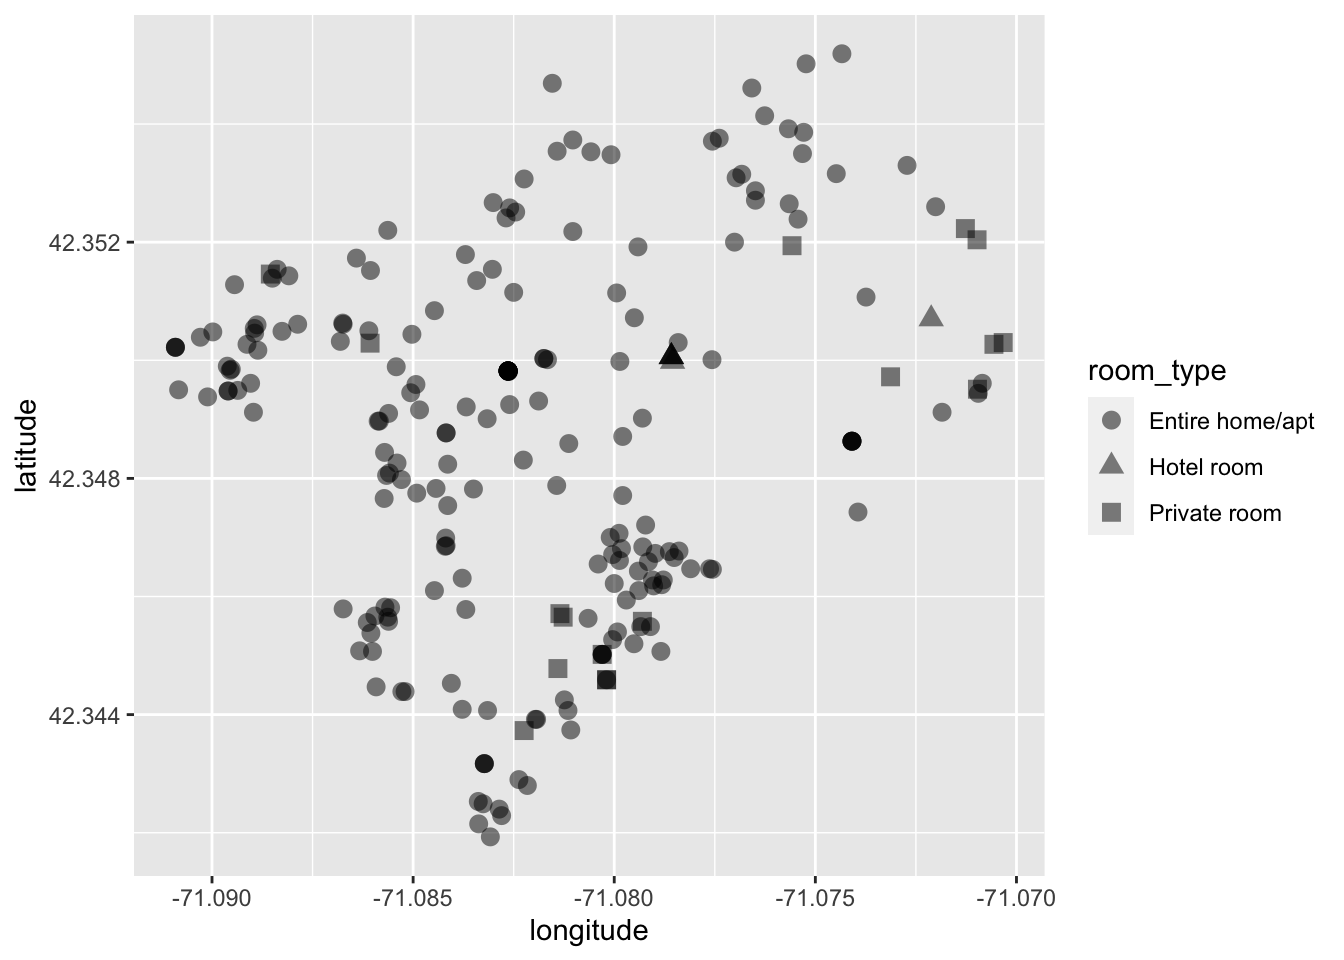 42.352
42.348
42.344
latitude
-71.090
-71.085
-71.080
-71.075
-71.070
longitude
room_type
Entire home/apt
Hotel room
Private room